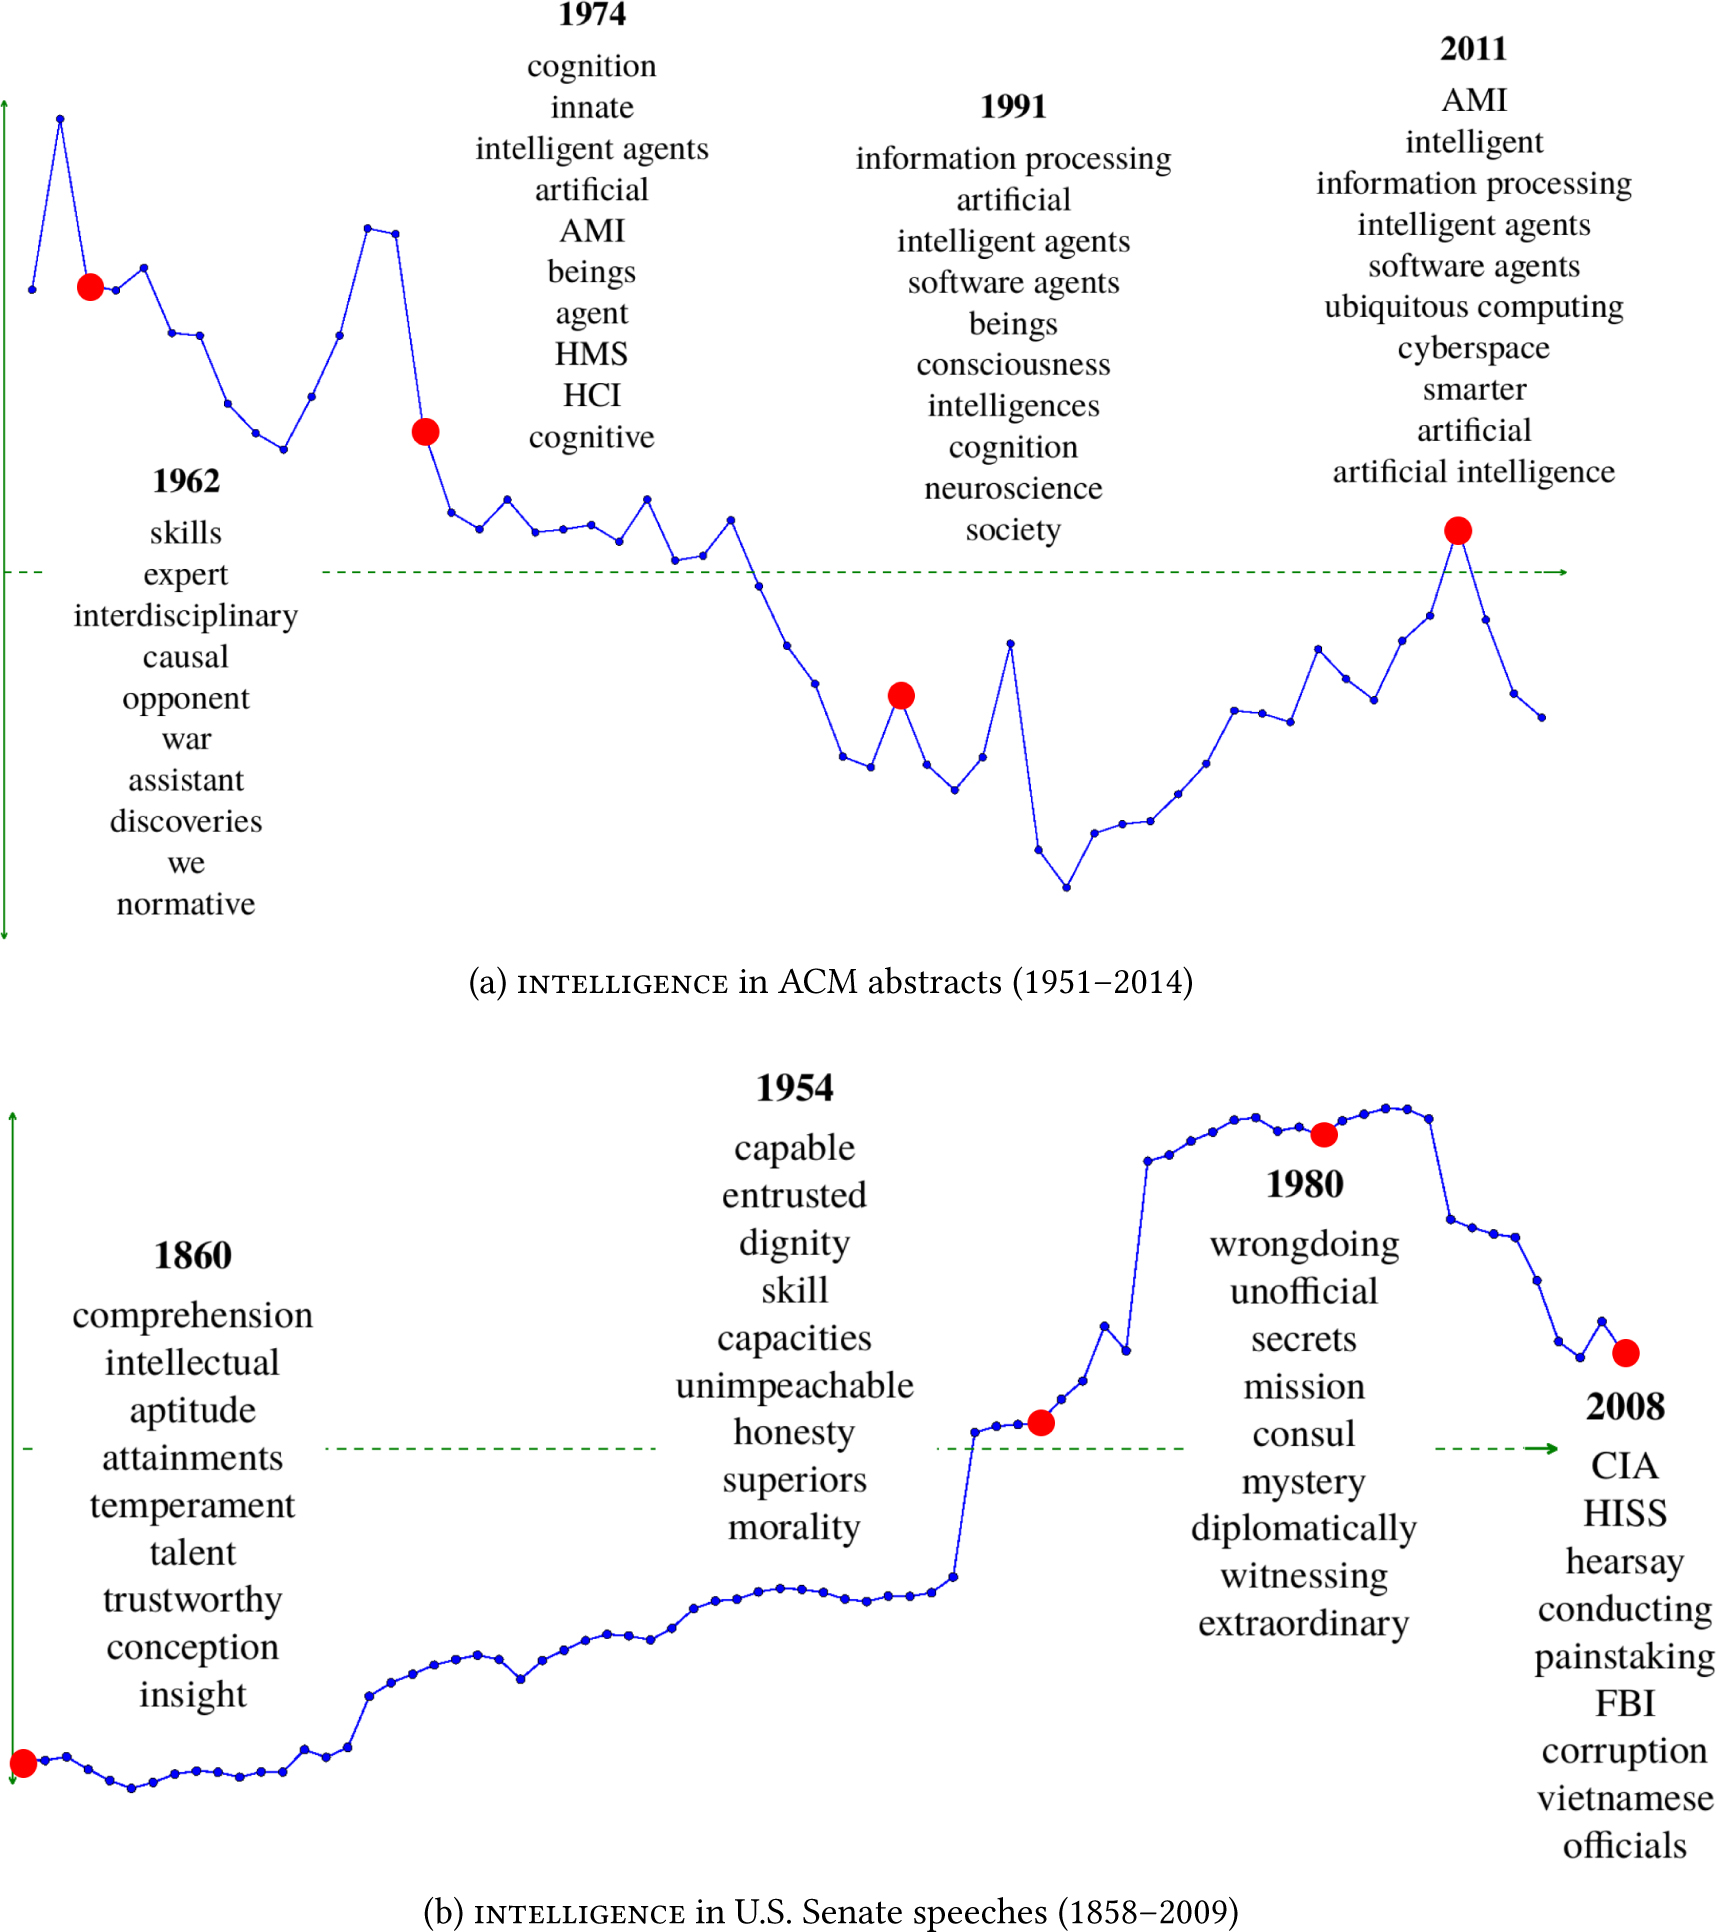 1974
cognition
innate
intelligent agents
artificial
AMI
beings
agent
HMS
HCI
cognitive
1991
information processing
artificial
intelligent agents
software agents
beings
consciousness
intelligences
cognition
neuroscience
society
2011
AMI
intelligent
information processing
intelligent agents
software agents
ubiquitous computing
cyberspace
smarter
artificial
artificial intelligence
1962
skills
expert
interdisciplinary
causal
opponent
war
assistant
discoveries
we
normative
(a) INTELLIGENCE in ACM abstracts (1951–2014)
1860
comprehension
intellectual
aptitude
attainments
temperament
talent
trustworthy
conception
insight
1954
capable
entrusted
dignity
skill
capacities
unimpeachable
honesty
superiors
morality
1980
wrongdoing
unofficial
secrets
mission
consul
mystery
diplomatically
witnessing
extraordinary
2008
CIA
HISS
hearsay
conducting
painstaking
FBI
corruption
vietnamese
officials
(b) INTELLIGENCE in U.S. Senate speeches (1858–2009)